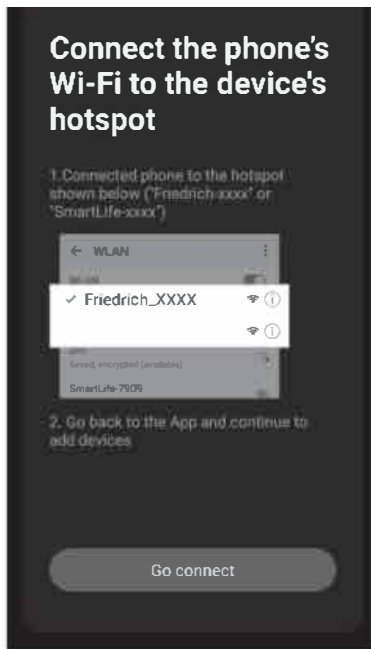 Connect the phone's
Wi-Fi to the device's
hotspot
1.Connected phone to the hotspot
shown below ("Friedrich-xxxx" or
"SmartLife-xxxx")
← WLAN
WLAN
✓ Friedrich_XXXX
Saved, encrypted (available)
SmartLife-7909
2. Go back to the App and continue to
add devices
Go connect